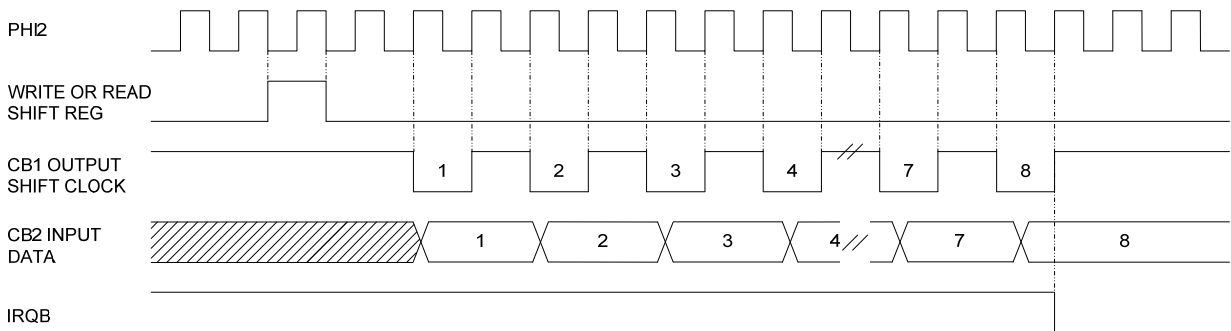 PHI2
WRITE OR READ
SHIFT REG
CB1 OUTPUT
SHIFT CLOCK
1 2 3 4 7 8
CB2 INPUT
DATA
1 2 3 4 7 8
IRQB